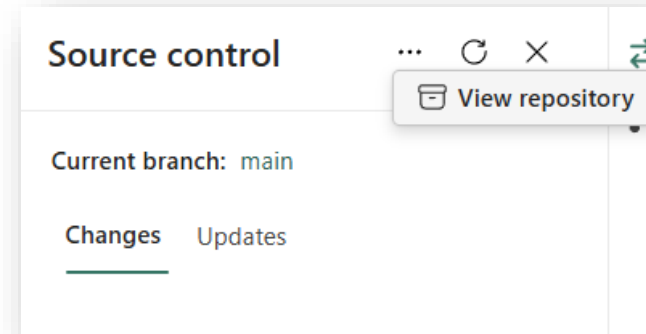 Source control
View repository
Current branch: main
Changes Updates